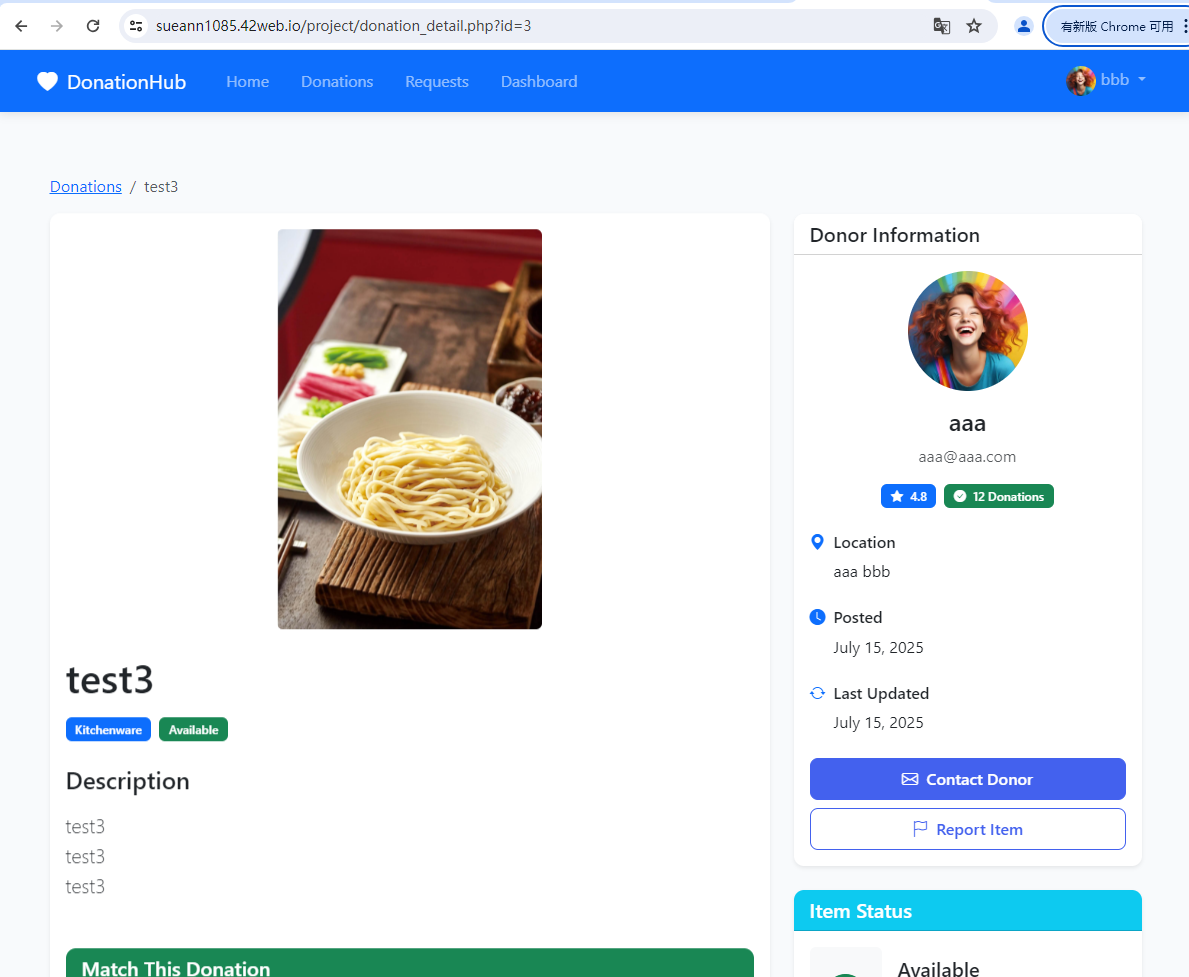 sueann1085.42web.io/project/donation_detail.php?id=3
有新版 Chrome 可用
DonationHub
Home
Donations
Requests
Dashboard
bbb
Donations / test3
test3
Kitchenware
Available
Description
test3
test3
test3
Match This Donation
Donor Information
aaa
aaa@aaa.com
4.8
12 Donations
Location
aaa bbb
Posted
July 15, 2025
Last Updated
July 15, 2025
Contact Donor
Report Item
Item Status
Available